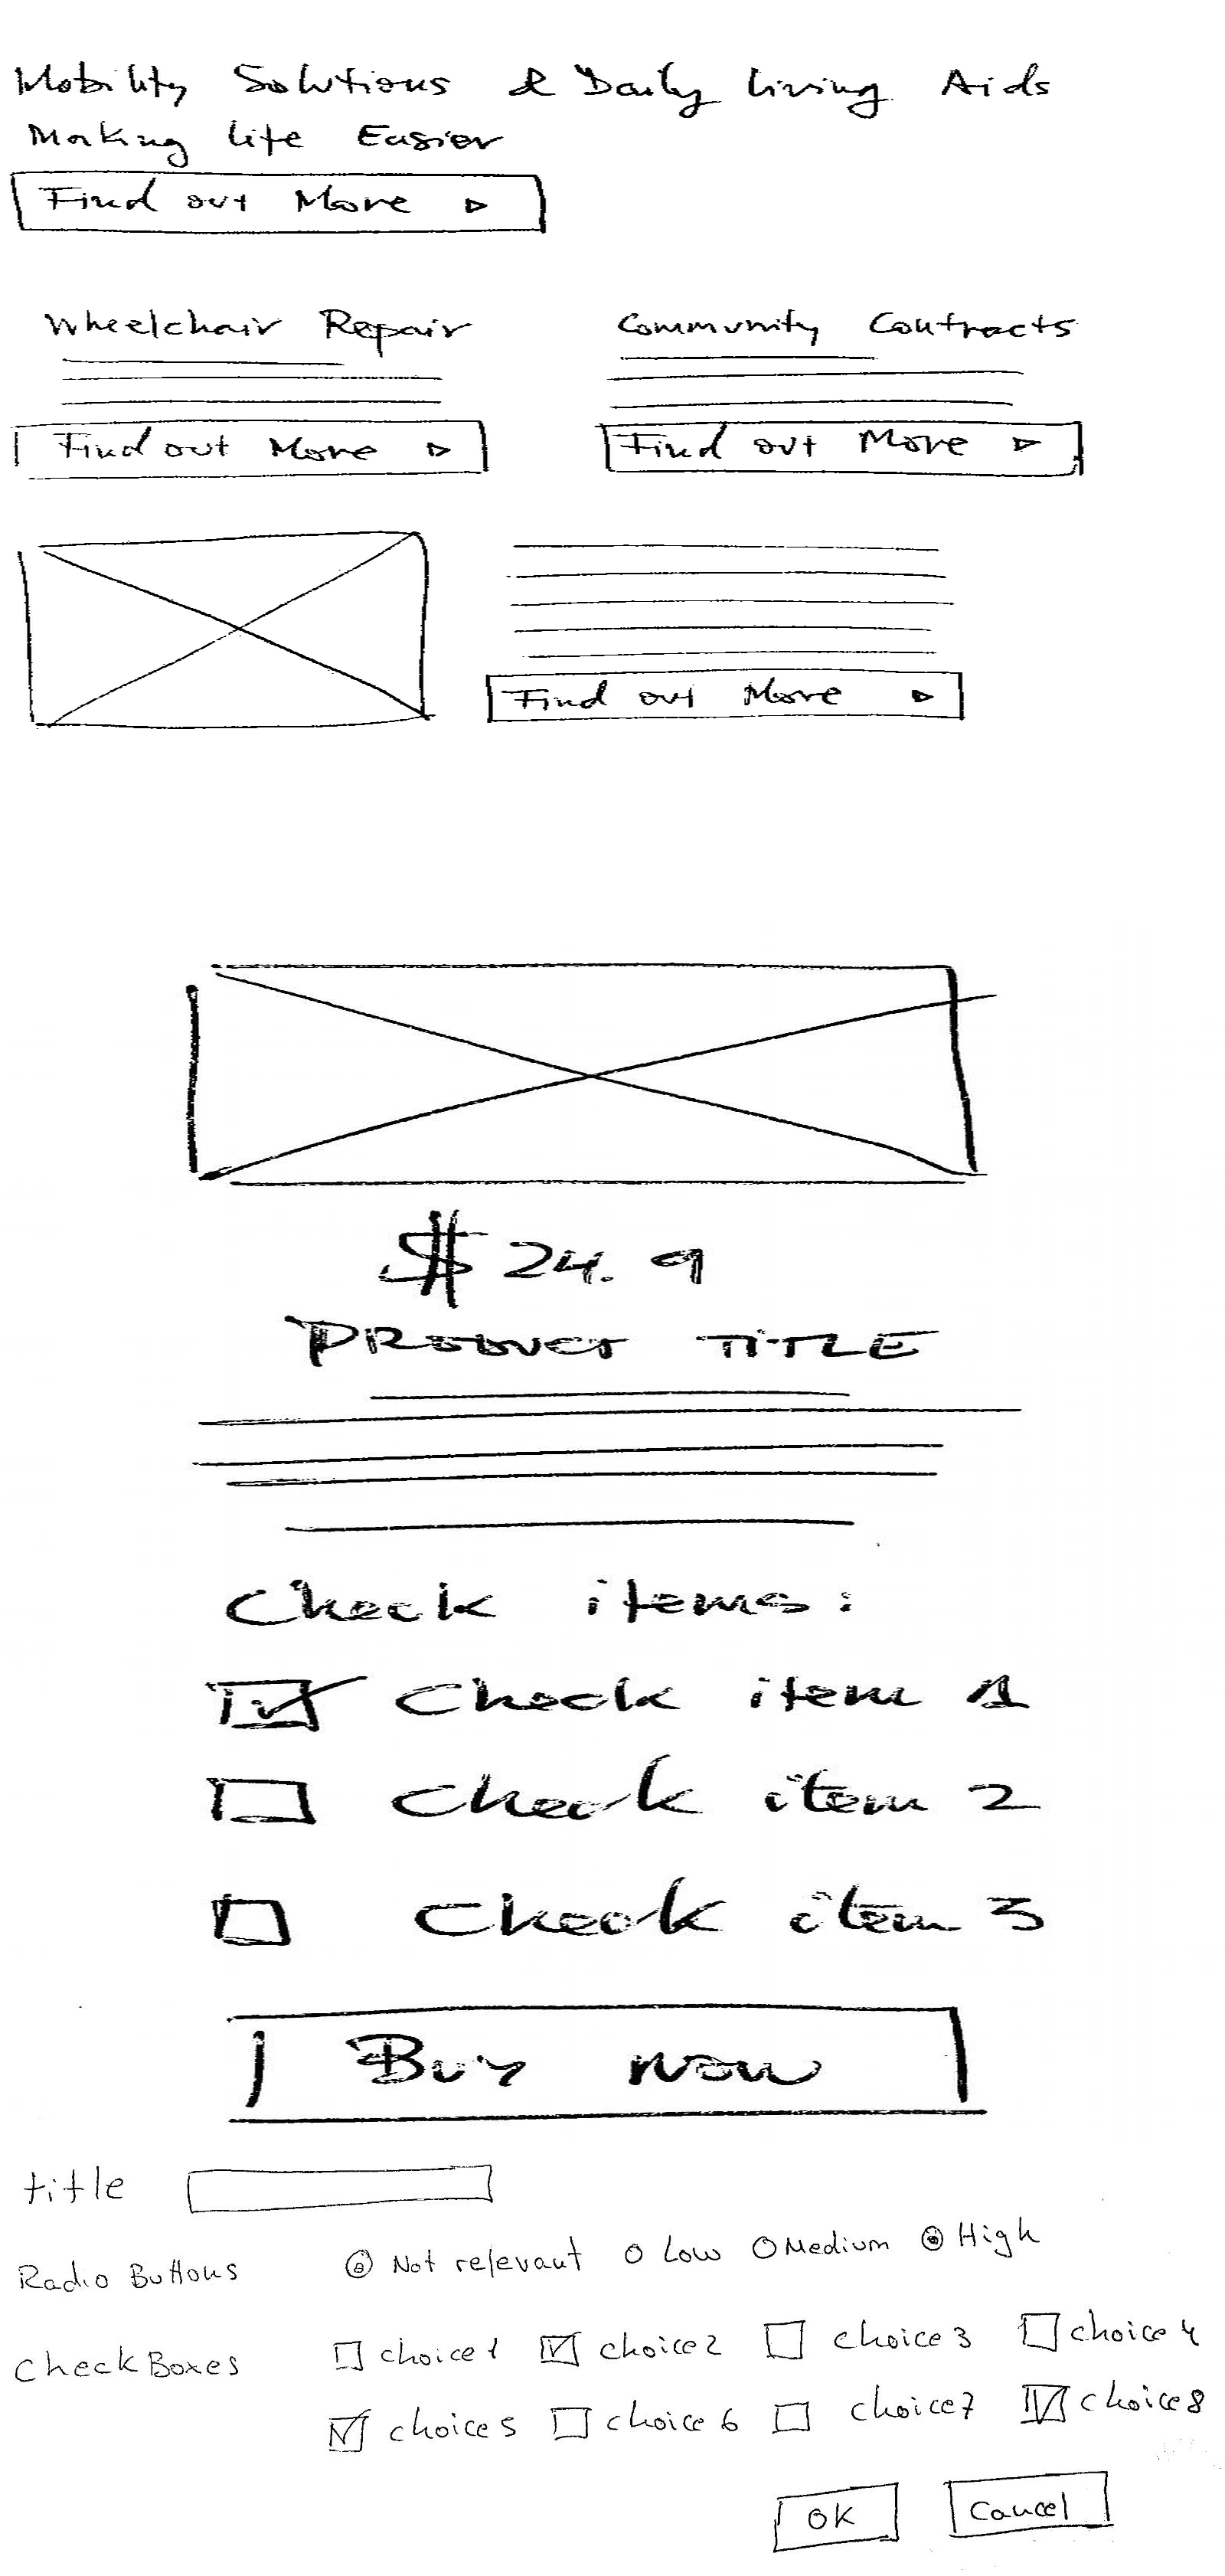 Mobility Solutions & Daily Living Aids
Making Life Easier
Find out More
Wheelchair Repair
Community Contracts
Find out More
Find out More
Find out More
$ 24.9
PRODUCT TITLE
Check items:
Check item 1
Check item 2
Check item 3
Buy now
title
Radio Buttons Not relevant Low Medium High
CheckBoxes choice 1 choice 2 choice 3 choice 4
choice 5 choice 6 choice 7 choice 8
OK Cancel